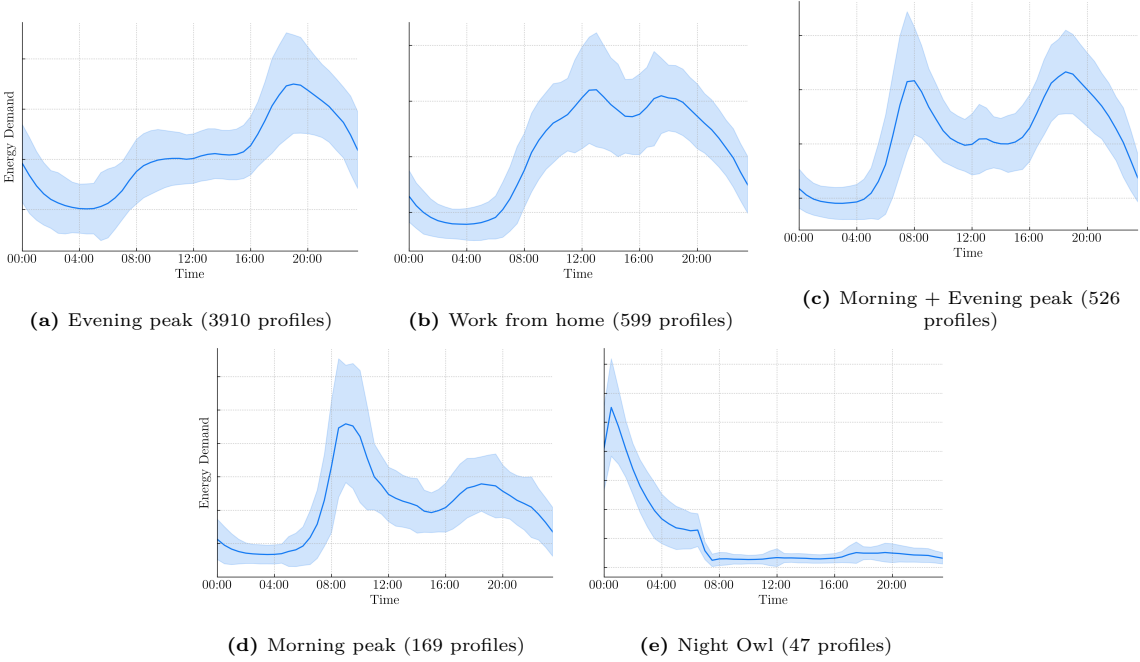 Energy Demand
00:00 04:00 08:00 12:00 16:00 20:00
Time
(a) Evening peak (3910 profiles)
00:00 04:00 08:00 12:00 16:00 20:00
Time
(b) Work from home (599 profiles)
00:00 04:00 08:00 12:00 16:00 20:00
Time
(c) Morning + Evening peak (526
profiles)
Energy Demand
00:00 04:00 08:00 12:00 16:00 20:00
Time
(d) Morning peak (169 profiles)
00:00 04:00 08:00 12:00 16:00 20:00
Time
(e) Night Owl (47 profiles)